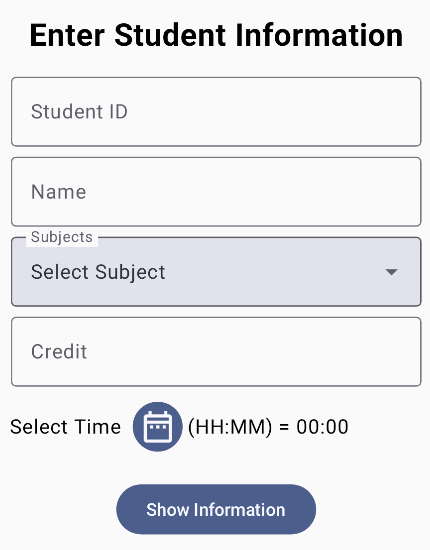 Enter Student Information
Student ID
Name
Subjects
Select Subject
Credit
Select Time (HH:MM) = 00:00
Show Information